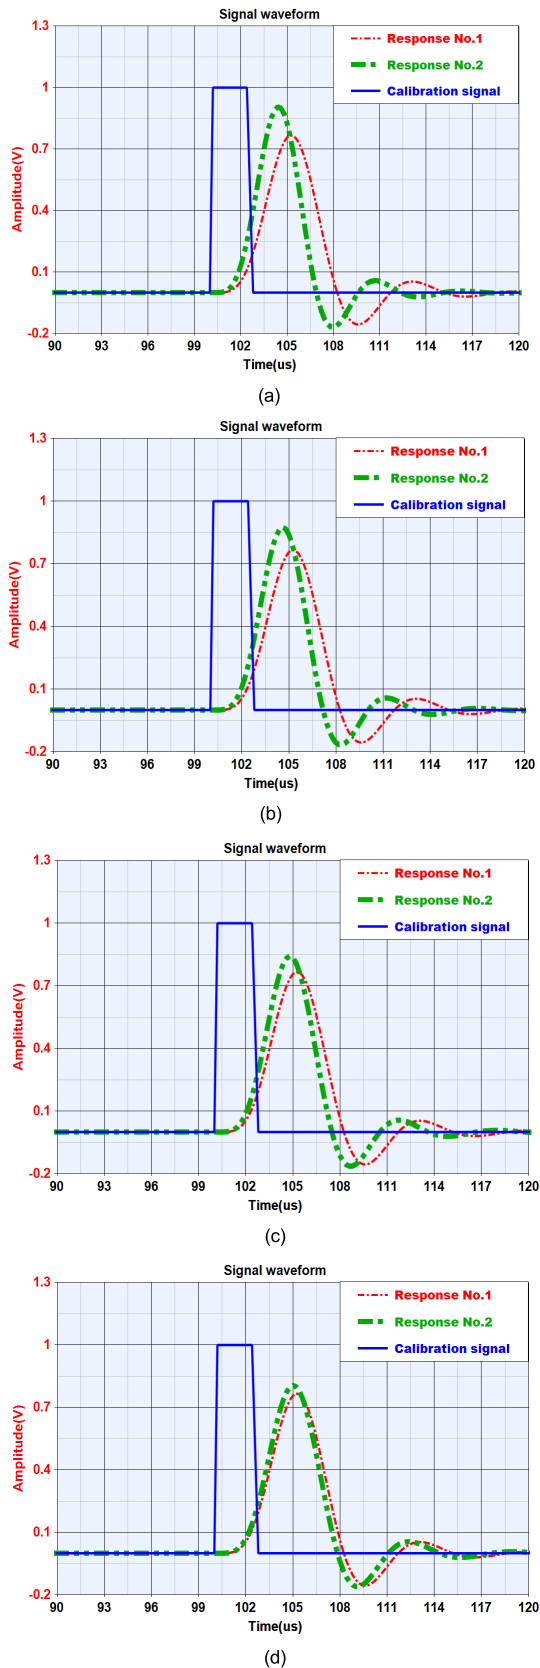 Signal waveform
1.3
Response No.1
Response No.2
1
Calibration signal
0.7
Amplitude(V)
0.4
0.1
-0.2
90 93 96 99 102 105 108 111 114 117 120
Time(us)
(a)
Signal waveform
1.3
Response No.1
Response No.2
1
Calibration signal
0.7
Amplitude(V)
0.4
0.1
-0.2
90 93 96 99 102 105 108 111 114 117 120
Time(us)
(b)
Signal waveform
1.3
Response No.1
Response No.2
1
Calibration signal
0.7
Amplitude(V)
0.4
0.1
-0.2
90 93 96 99 102 105 108 111 114 117 120
Time(us)
(c)
Signal waveform
1.3
Response No.1
Response No.2
1
Calibration signal
0.7
Amplitude(V)
0.4
0.1
-0.2
90 93 96 99 102 105 108 111 114 117 120
Time(us)
(d)